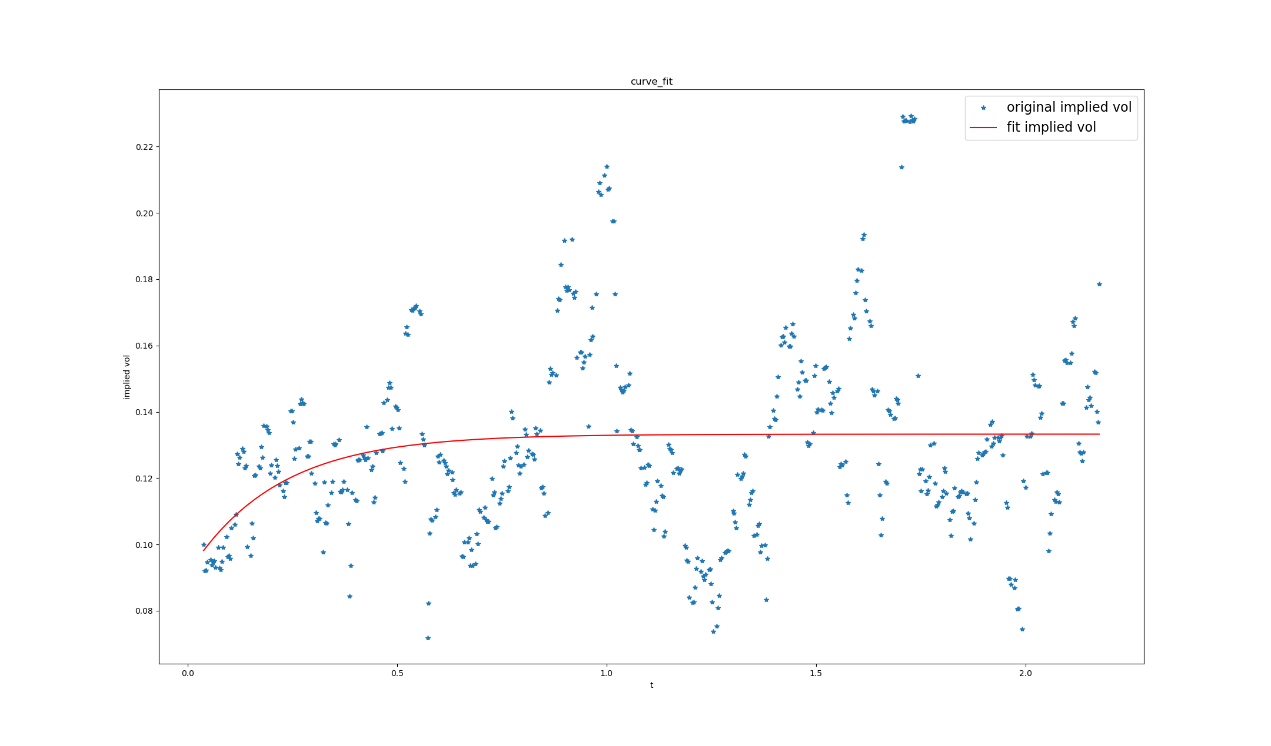 curve_fit
original implied vol
fit implied vol
0.22
0.20
0.18
0.16
0.14
0.12
0.10
0.08
implied vol
0.0 0.5 1.0 1.5 2.0
t